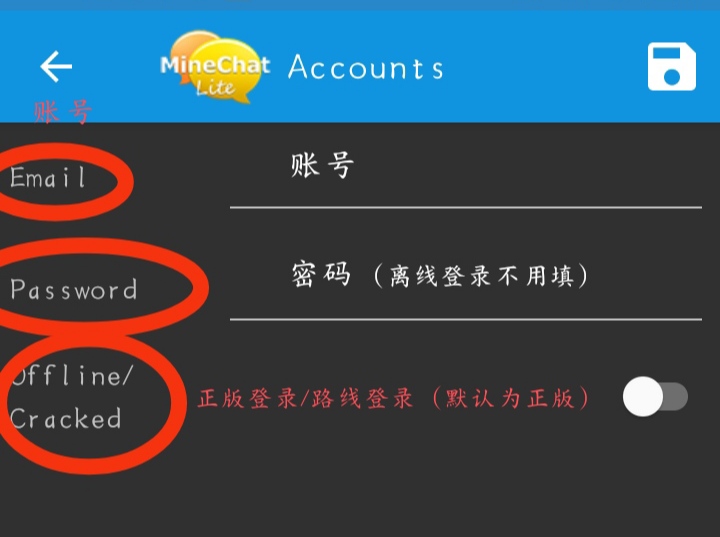 MineChat
Lite
Accounts
账号
Email
账号
Password
密码（离线登录不用填）
Offline/
Cracked
正版登录/路线登录（默认为正版）